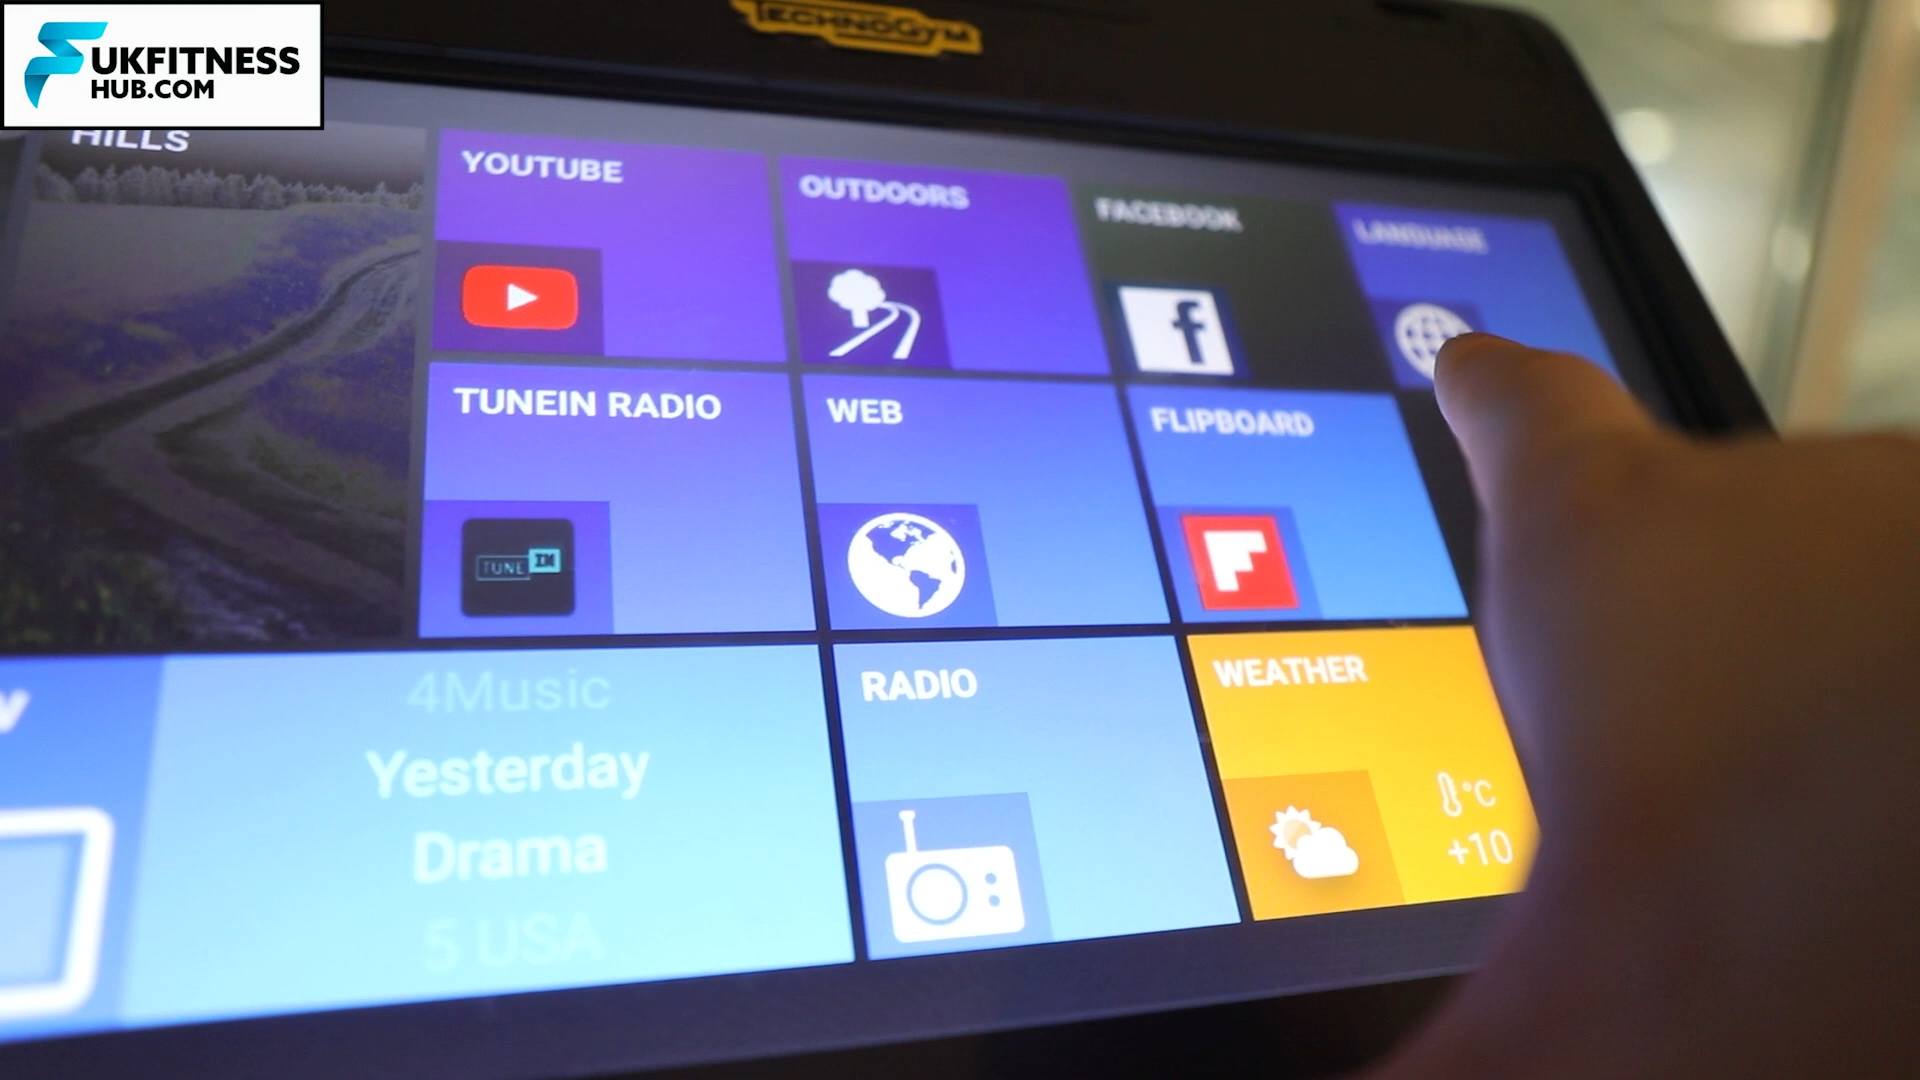 UKFITNESS
HUB.COM
TECHNOGYM
HILLS
YOUTUBE
OUTDOORS
FACEBOOK
LANGUAGE
TUNEIN RADIO
WEB
FLIPBOARD
TUNE IN
4Music
Yesterday
Drama
5 USA
RADIO
WEATHER
°C
+10